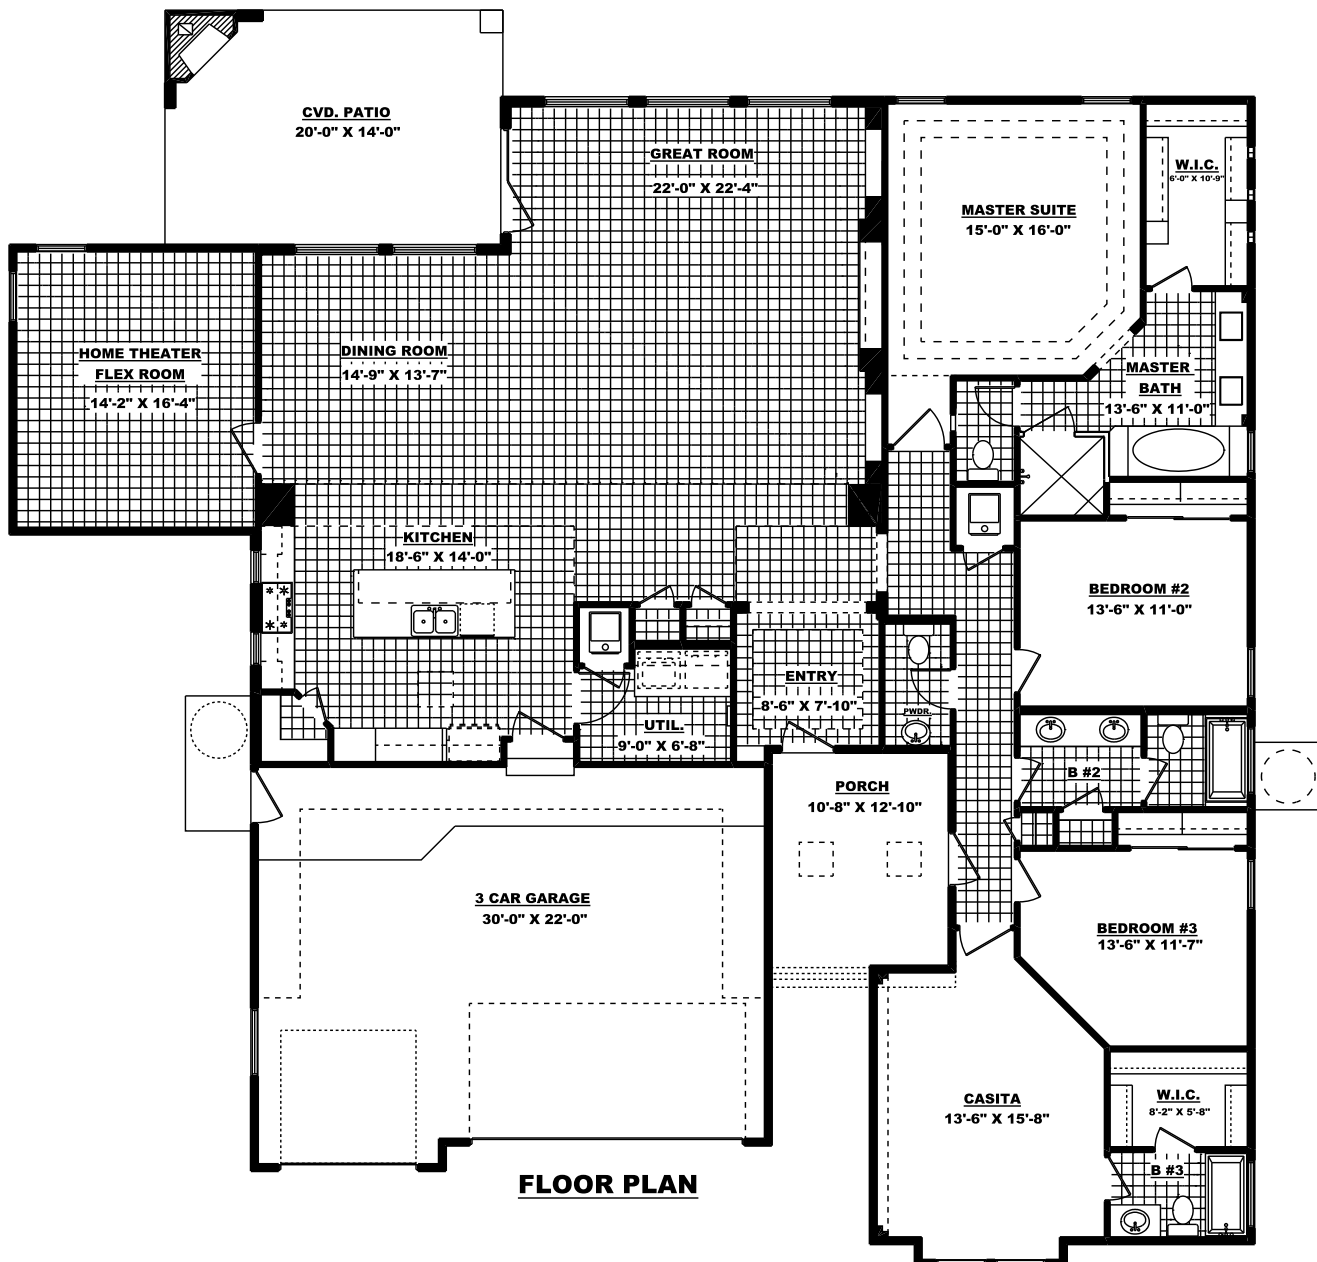 CVD. PATIO
20'-0" X 14'-0"
GREAT ROOM
22'-0" X 22'-4"
W.I.C.
6'-0" X 10'-9"
MASTER SUITE
15'-0" X 16'-0"
HOME THEATER
FLEX ROOM
14'-2" X 16'-4"
DINING ROOM
14'-9" X 13'-7"
MASTER
BATH
13'-6" X 11'-0"
KITCHEN
18'-6" X 14'-0"
BEDROOM #2
13'-6" X 11'-0"
ENTRY
8'-6" X 7'-10"
PWDR.
UTIL.
9'-0" X 6'-8"
B #2
PORCH
10'-8" X 12'-10"
3 CAR GARAGE
30'-0" X 22'-0"
BEDROOM #3
13'-6" X 11'-7"
CASITA
13'-6" X 15'-8"
W.I.C.
8'-2" X 5'-8"
B #3
FLOOR PLAN